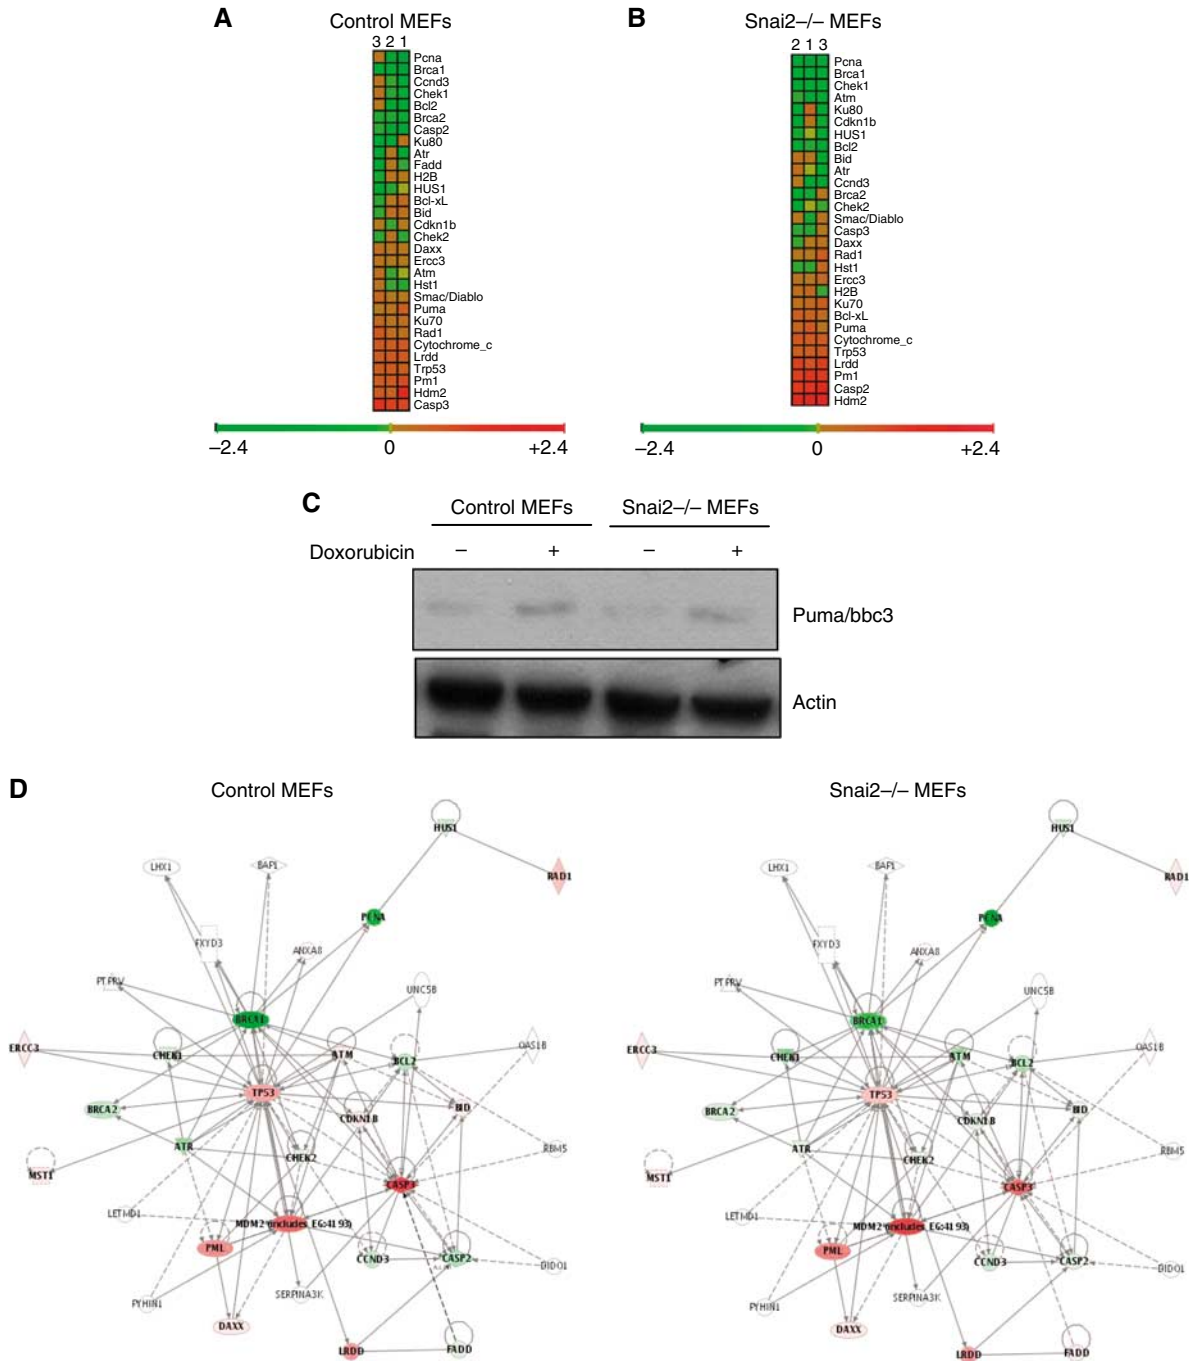 A
Control MEFs
3 2 1
Pcna
Brca1
Ccnd3
Chek1
Bcl2
Brca2
Casp2
Ku80
Atr
Fadd
H2B
HUS1
Bcl-xL
Bid
Cdkn1b
Chek2
Daxx
Ercc3
Atm
Hst1
Smac/Diablo
Puma
Ku70
Rad1
Cytochrome_c
Lrdd
Trp53
Pm1
Hdm2
Casp3
−2.4 0 +2.4
B
Snai2−/− MEFs
2 1 3
Pcna
Brca1
Chek1
Atm
Ku80
Cdkn1b
HUS1
Bcl2
Bid
Atr
Ccnd3
Brca2
Chek2
Smac/Diablo
Casp3
Daxx
Rad1
Hst1
Ercc3
H2B
Ku70
Bcl-xL
Puma
Cytochrome_c
Trp53
Lrdd
Pm1
Casp2
Hdm2
−2.4 0 +2.4
C
Control MEFs Snai2−/− MEFs
Doxorubicin − + − +
Puma/bbc3
Actin
D
Control MEFs
HUS1
LHX1
BAP1
RAD1
PCNA
FXYD3
ANXA8
PTPRV
UNC5B
BRCA1
ERCC3
CHEK1
ATM
BCL2
OAS1B
TP53
BRCA2
CDKN1B
BID
ATR
CHEK2
RBM5
MST1
CASP3
LETMD1
MDM2 (includes EG:4193)
PML
CCND3
CASP2
DIDO1
PYHIN1
SERPINA3K
DAXX
LRDD
FADD
Snai2−/− MEFs
HUS1
LHX1
BAP1
RAD1
PCNA
FXYD3
ANXA8
PTPRV
UNC5B
BRCA1
ERCC3
CHEK1
ATM
BCL2
OAS1B
TP53
BRCA2
CDKN1B
BID
ATR
CHEK2
RBM5
MST1
CASP3
LETMD1
MDM2 (includes EG:4193)
PML
CCND3
CASP2
DIDO1
PYHIN1
SERPINA3K
DAXX
LRDD
FADD